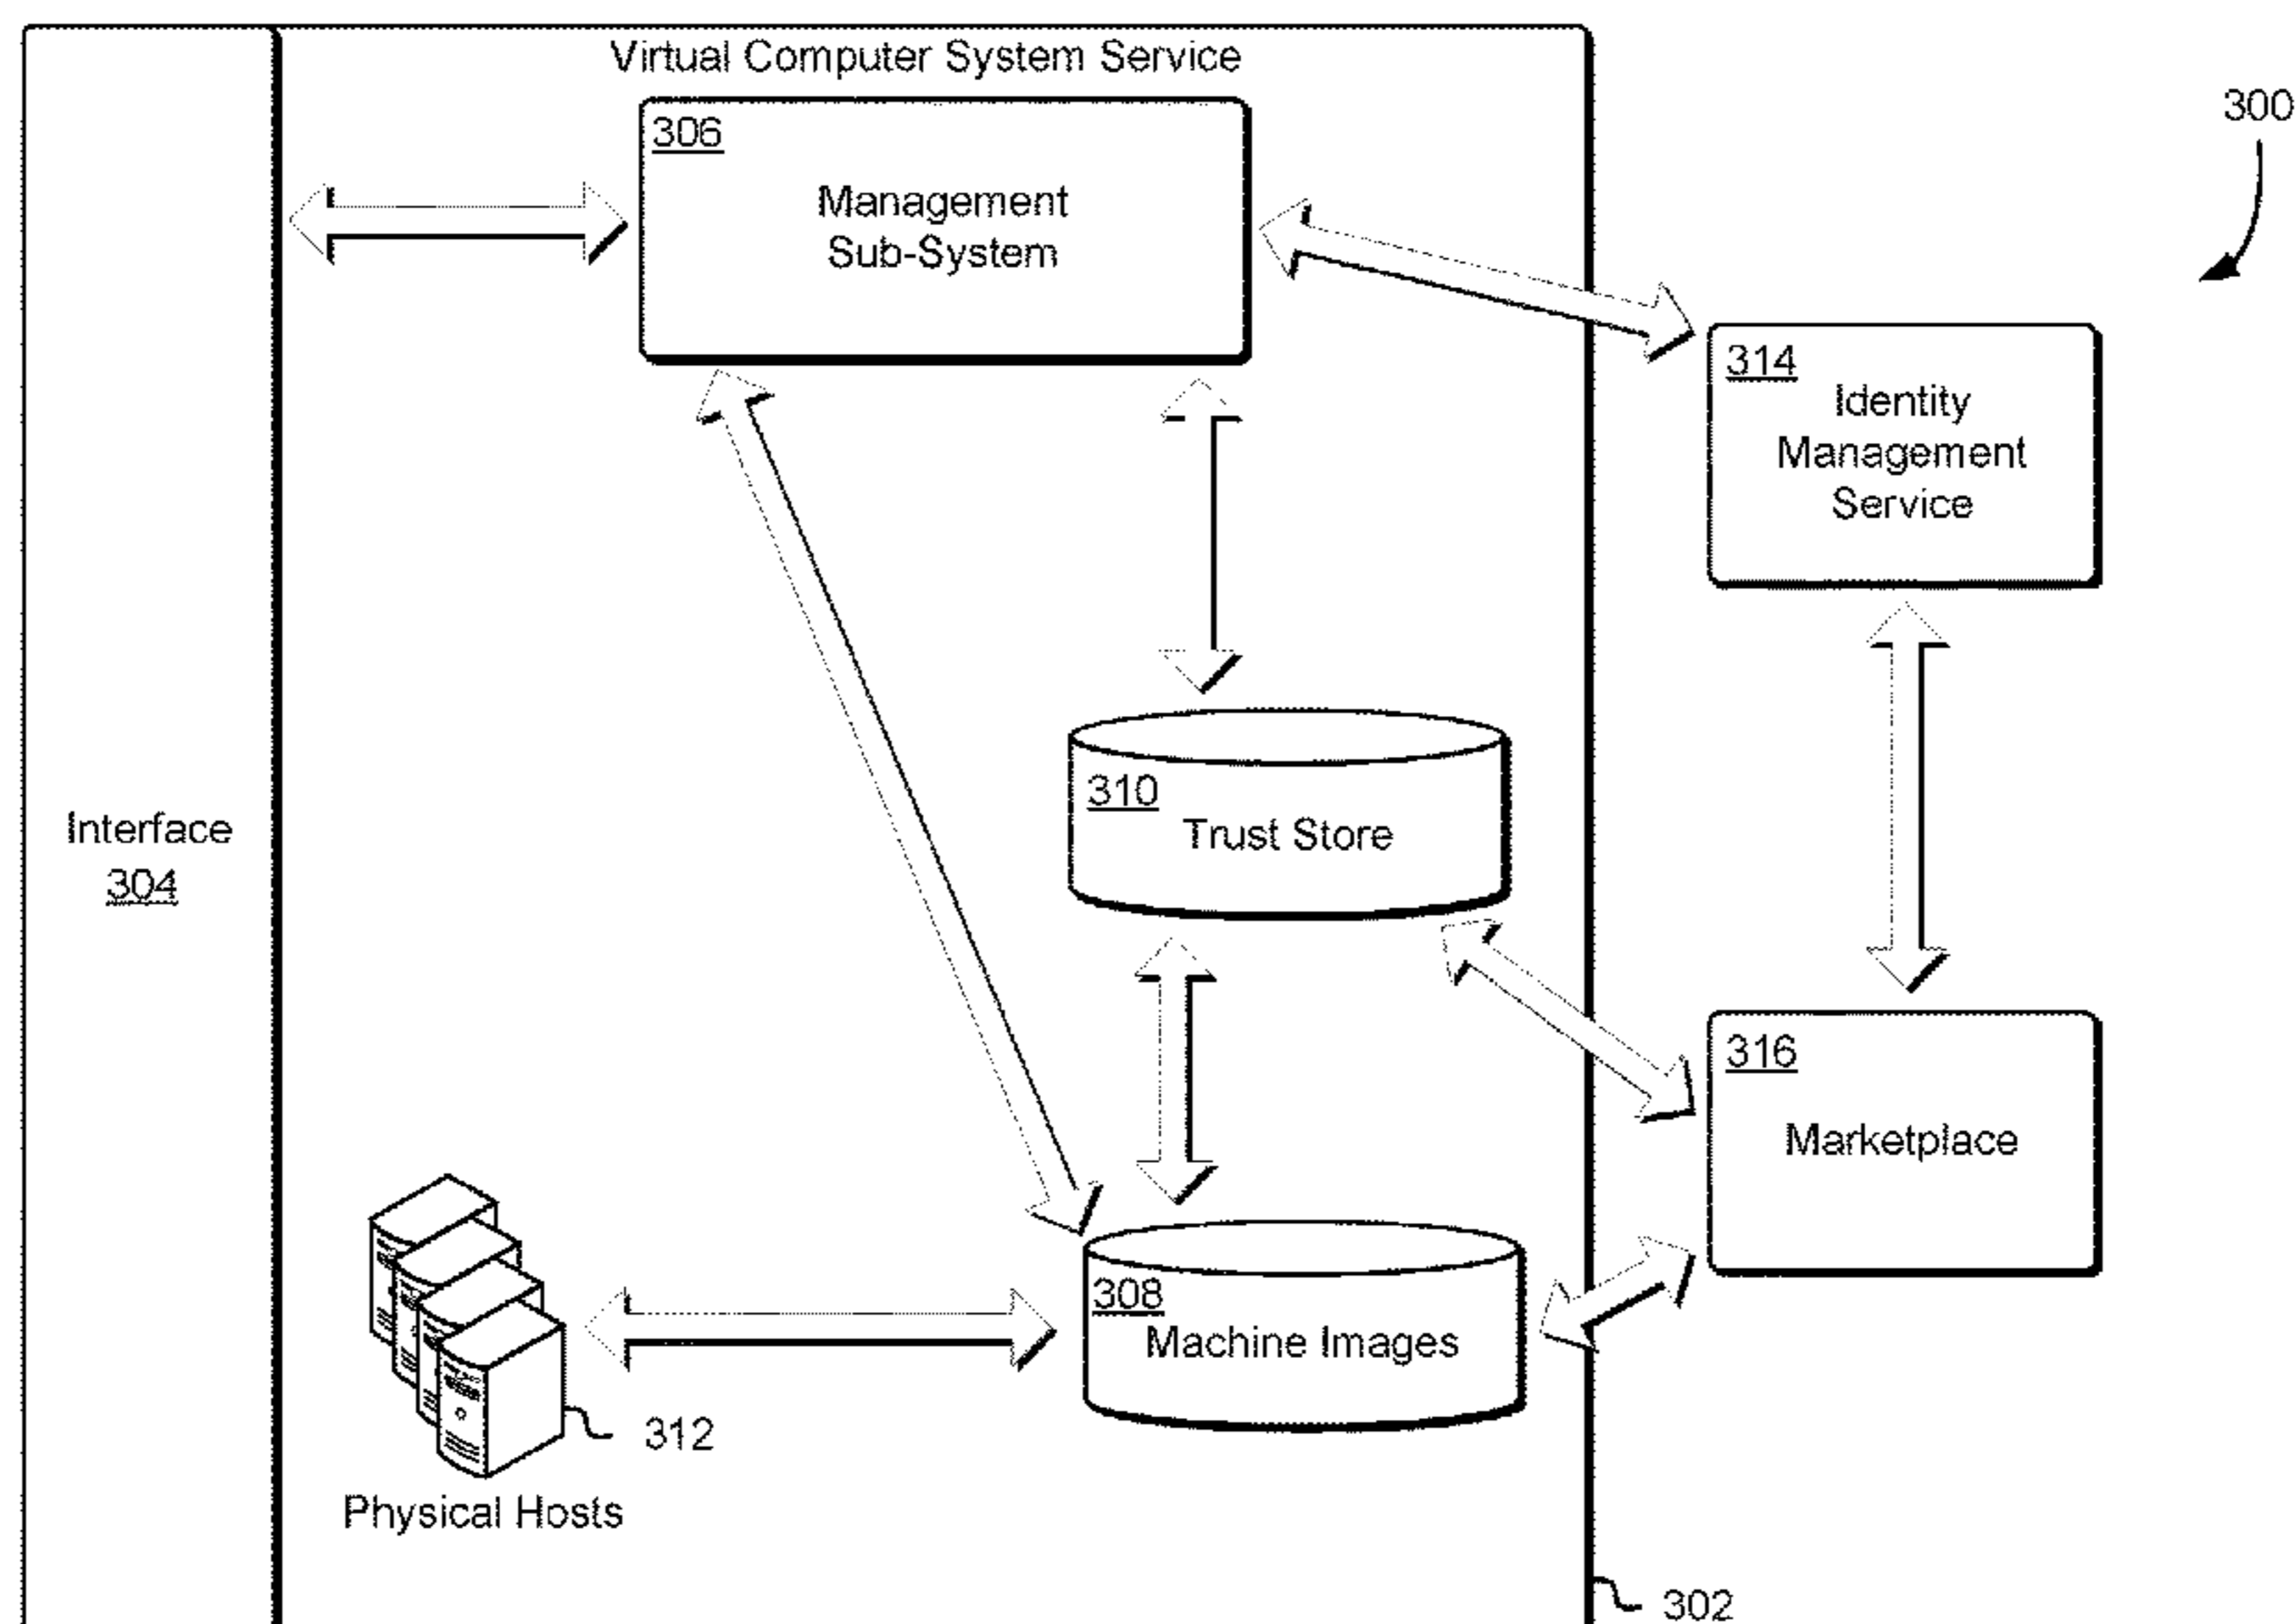 Virtual Computer System Service
300
306
Management
Sub-System
314
Identity
Management
Service
310
Trust Store
Interface
304
316
Marketplace
308
Machine Images
312
Physical Hosts
302